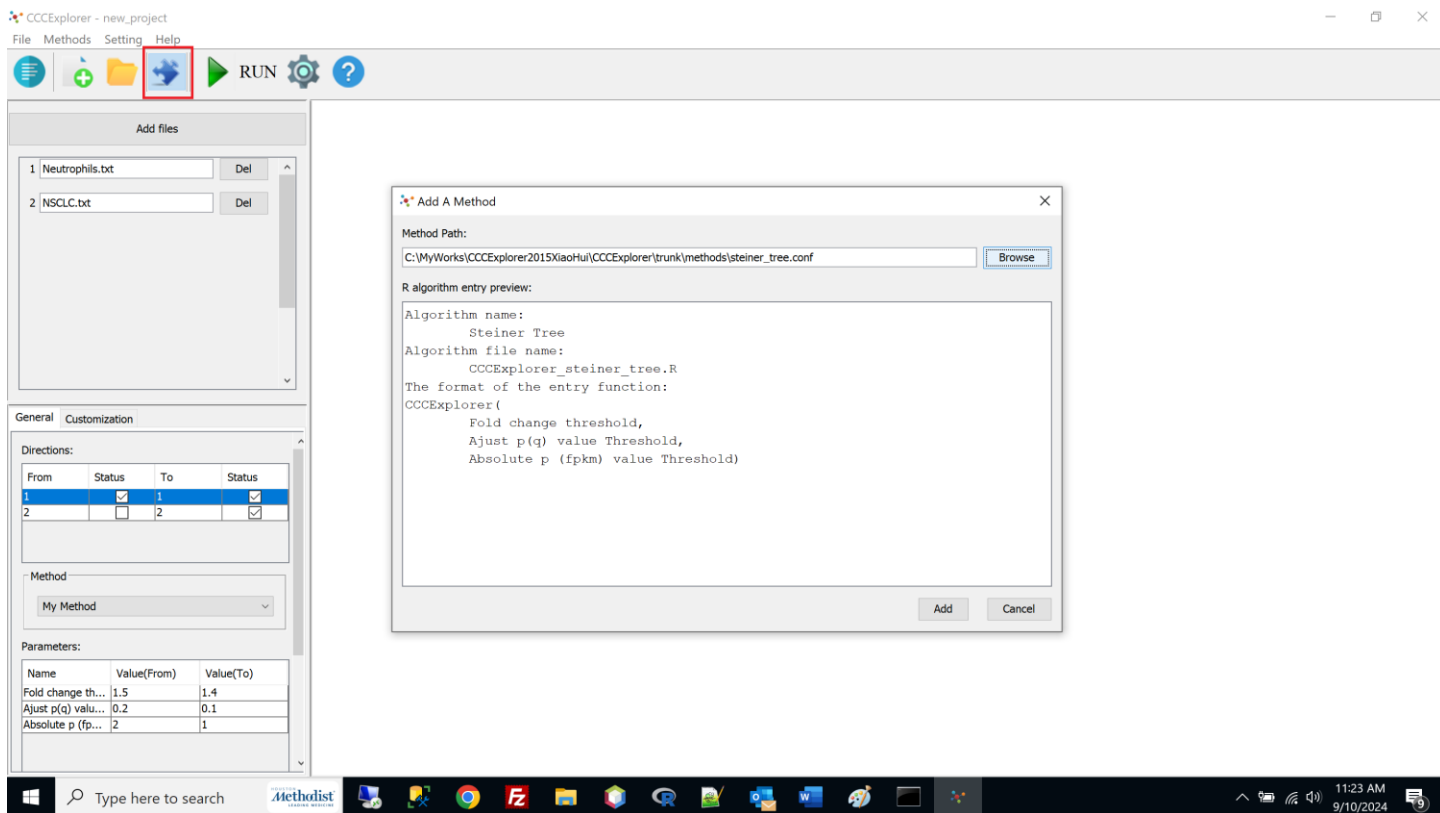 CCCExplorer - new_project
File Methods Setting Help
RUN
?
Add files
1 Neutrophils.txt Del
2 NSCLC.txt Del
General Customization
Directions:
From Status To Status
1 1
2 2
Method
My Method
Parameters:
Name Value(From) Value(To)
Fold change th... 1.5 1.4
Ajust p(q) valu... 0.2 0.1
Absolute p (fp... 2 1
Add A Method
Method Path:
C:\MyWorks\CCCExplorer2015XiaoHui\CCCExplorer\trunk\methods\steiner_tree.conf Browse
R algorithm entry preview:
Algorithm name:
Steiner Tree
Algorithm file name:
CCCExplorer_steiner_tree.R
The format of the entry function:
CCCExplorer(
Fold change threshold,
Ajust p(q) value Threshold,
Absolute p (fpkm) value Threshold)
Add Cancel
Type here to search
Methodist
LEADING MEDICINE
Fz
R
W
11:23 AM
9/10/2024
9